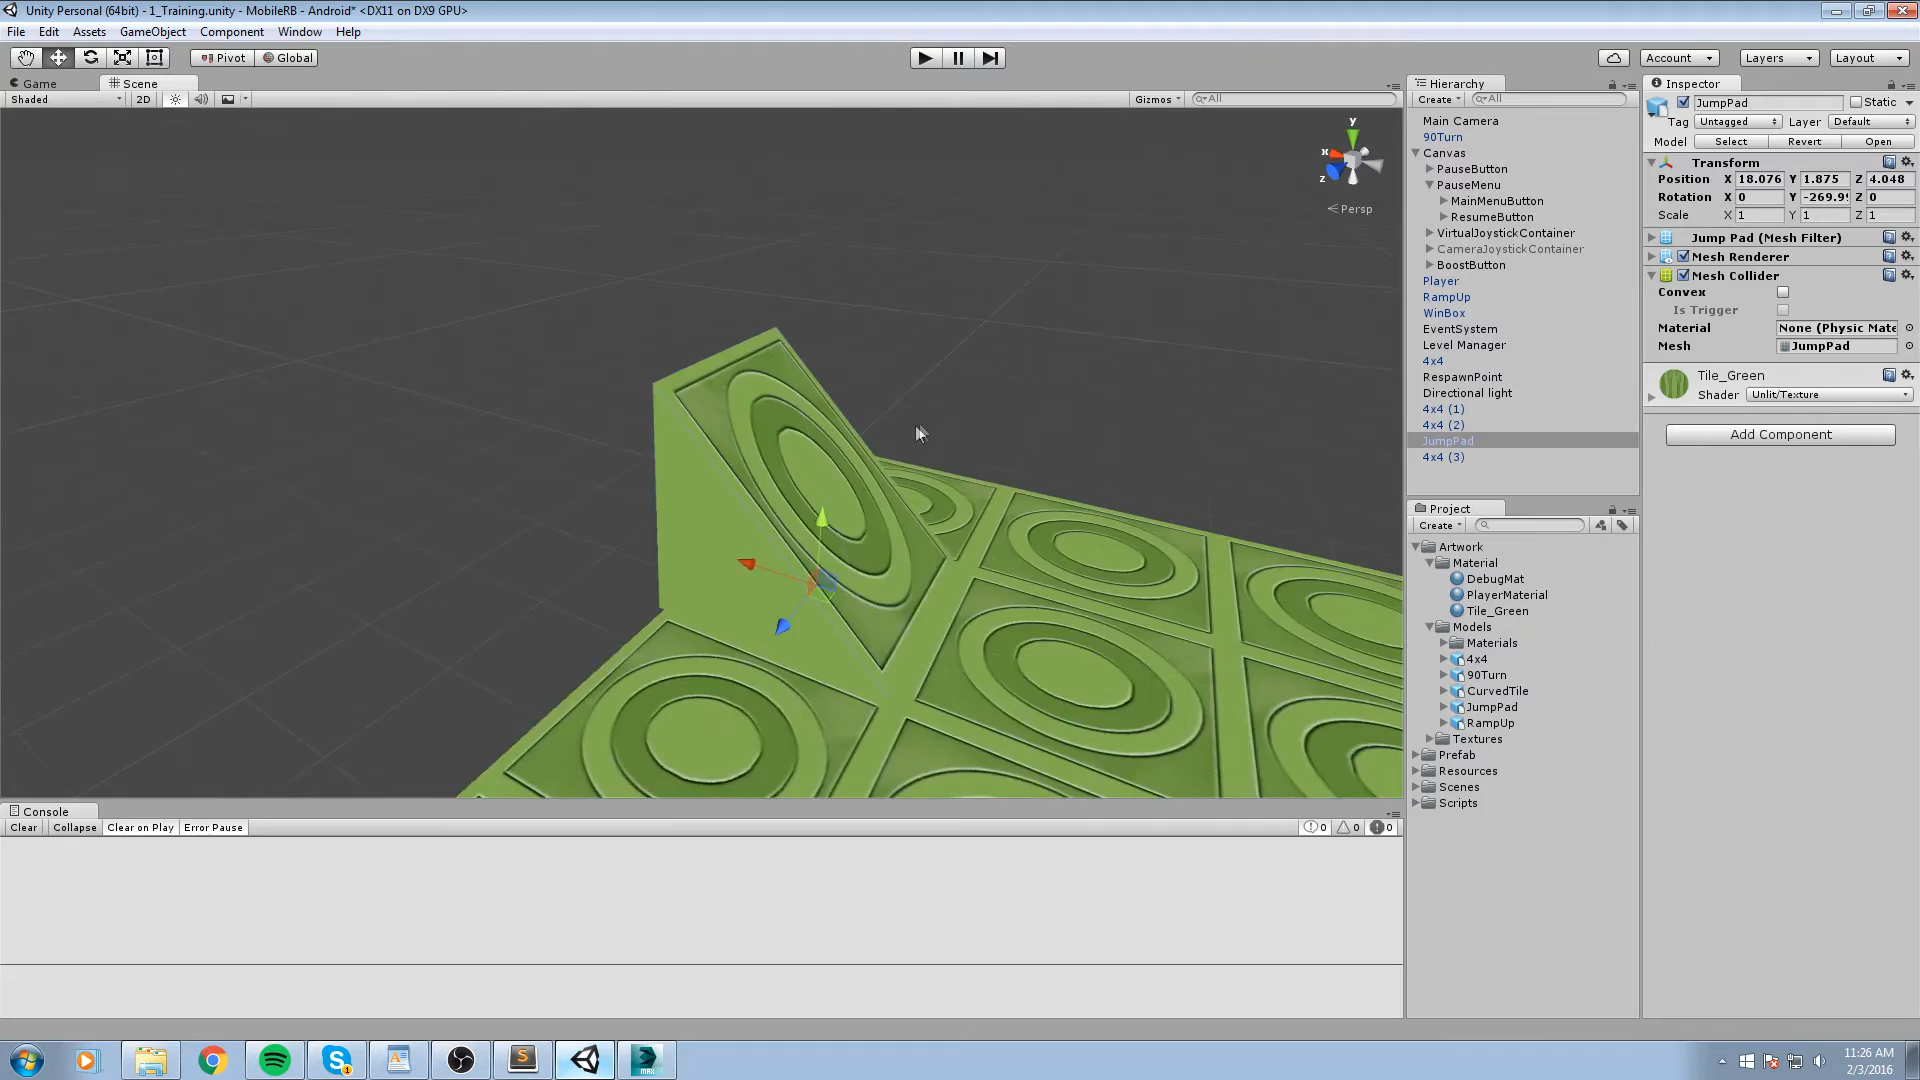 Unity Personal (64bit) - 1_Training.unity - MobileRB - Android* <DX11 on DX9 GPU>
File Edit Assets GameObject Component Window Help
Pivot Global Account Layers Layout
Game Scene
Shaded 2D Gizmos All
y
x
z
Persp
Hierarchy
Create All
Main Camera
90Turn
Canvas
PauseButton
PauseMenu
MainMenuButton
ResumeButton
VirtualJoystickContainer
CameraJoystickContainer
BoostButton
Player
RampUp
WinBox
EventSystem
Level Manager
4x4
RespawnPoint
Directional light
4x4 (1)
4x4 (2)
JumpPad
4x4 (3)
Project
Create
Artwork
Material
DebugMat
PlayerMaterial
Tile_Green
Models
Materials
4x4
90Turn
CurvedTile
JumpPad
RampUp
Textures
Prefab
Resources
Scenes
Scripts
Inspector
JumpPad Static
Tag Untagged Layer Default
Model Select Revert Open
Transform
Position X 18.076 Y 1.875 Z 4.048
Rotation X 0 Y -269.99 Z 0
Scale X 1 Y 1 Z 1
Jump Pad (Mesh Filter)
Mesh Renderer
Mesh Collider
Convex
Is Trigger
Material None (Physic Mate
Mesh JumpPad
Tile_Green
Shader Unlit/Texture
Add Component
Console
Clear Collapse Clear on Play Error Pause 0 0 0
S
S 1
MAX
11:26 AM
2/3/2016